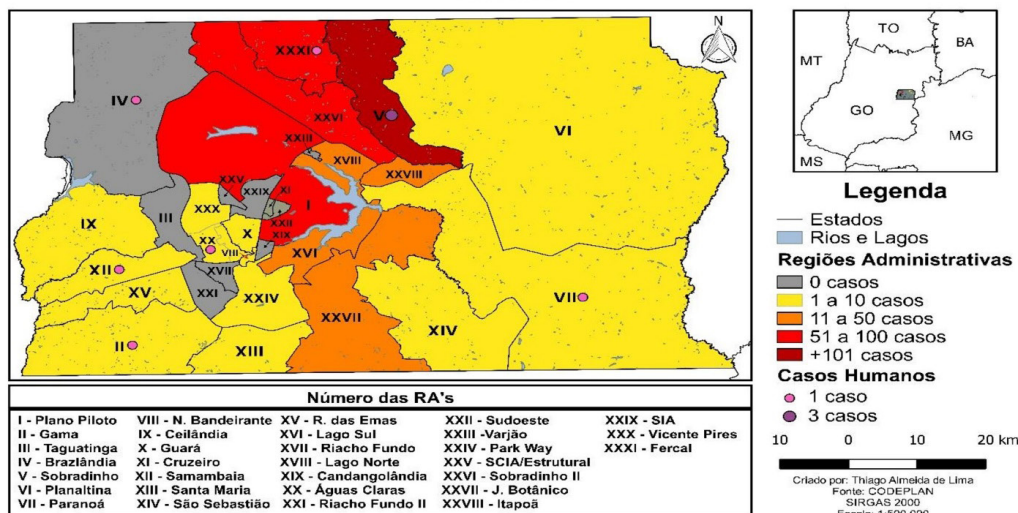 N
TO
BA
MT
GO
MG
MS
XXXI
IV
V
VI
XXVI
XXIII
XVIII
XXVIII
XXV
XXIX
XI
I
XXX
III
IX
X
XXII
XIX
XX
VIII
XVI
XII
XVII
XV
XXI
XXIV
VII
XXVII
XIV
II
XIII
Legenda
Estados
Rios e Lagos
Regiões Administrativas
0 casos
1 a 10 casos
11 a 50 casos
51 a 100 casos
+101 casos
Casos Humanos
1 caso
3 casos
10 0 10 20 km
Criado por: Thiago Almeida de Lima
Fonte: CODEPLAN
SIRGAS 2000
Número das RA's
I - Plano Piloto VIII - N. Bandeirante XV - R. das Emas XXII - Sudoeste XXIX - SIA
II - Gama IX - Ceilândia XVI - Lago Sul XXIII -Varjão XXX - Vicente Pires
III - Taguatinga X - Guará XVII - Riacho Fundo XXIV - Park Way XXXI - Fercal
IV - Brazlândia XI - Cruzeiro XVIII - Lago Norte XXV - SCIA/Estrutural
V - Sobradinho XII - Samambaia XIX - Candangolândia XXVI - Sobradinho II
VI - Planaltina XIII - Santa Maria XX - Águas Claras XXVII - J. Botânico
VII - Paranoá XIV - São Sebastião XXI - Riacho Fundo II XXVIII - Itapoã